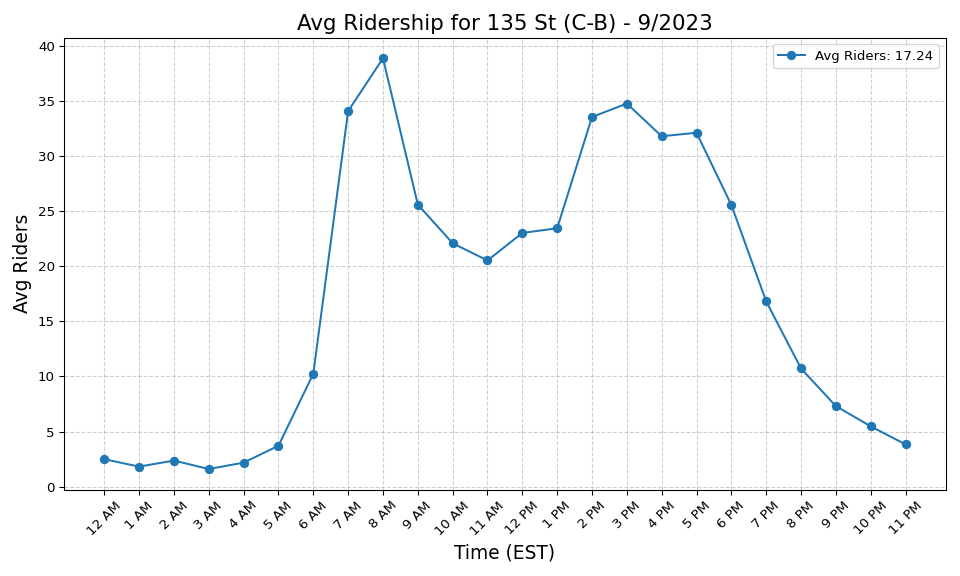 Avg Ridership for 135 St (C-B) - 9/2023
Avg Riders: 17.24
Avg Riders
40
35
30
25
20
15
10
5
0
12 AM
1 AM
2 AM
3 AM
4 AM
5 AM
6 AM
7 AM
8 AM
9 AM
10 AM
11 AM
12 PM
1 PM
2 PM
3 PM
4 PM
5 PM
6 PM
7 PM
8 PM
9 PM
10 PM
11 PM
Time (EST)